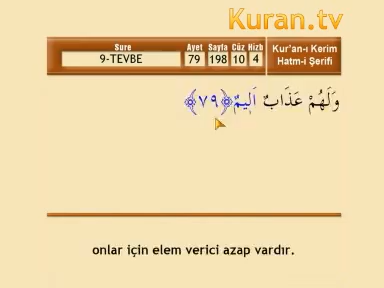 Kuran.tv
Sure Ayet Sayfa Cüz Hizb
9-TEVBE 79 198 10 4
Kur'an-ı Kerim
Hatm-i Şerifi
وَلَهُمْ عَذَابٌ اَلٖيمٌ ﴿٧٩﴾
onlar için elem verici azap vardır.